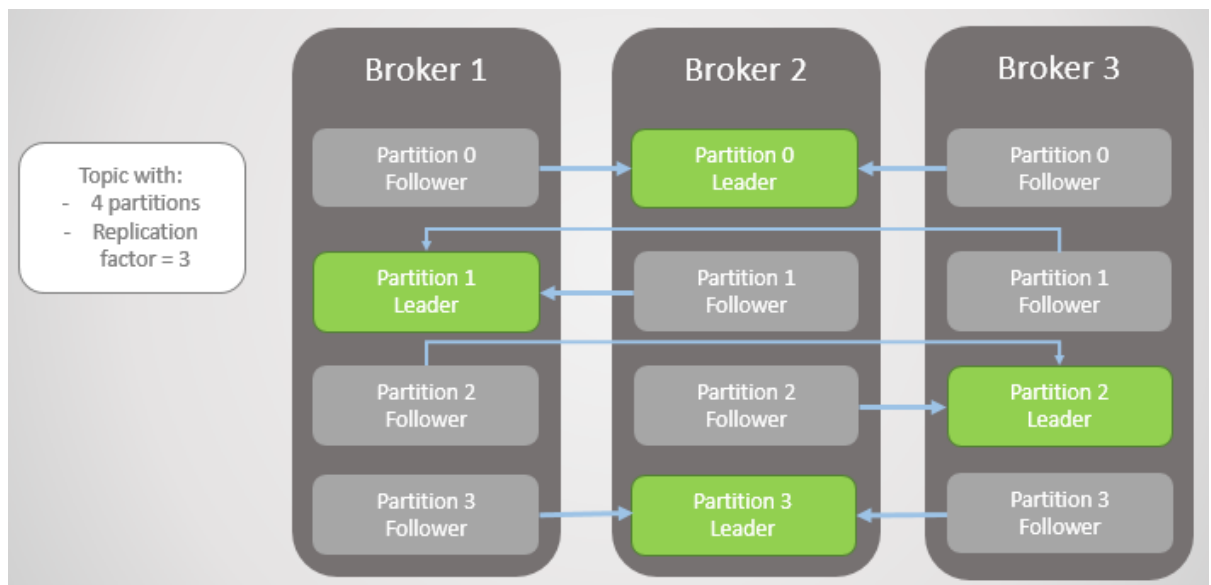 Topic with:
- 4 partitions
- Replication
factor = 3
Broker 1
Broker 2
Broker 3
Partition 0
Follower
Partition 0
Leader
Partition 0
Follower
Partition 1
Leader
Partition 1
Follower
Partition 1
Follower
Partition 2
Follower
Partition 2
Follower
Partition 2
Leader
Partition 3
Follower
Partition 3
Leader
Partition 3
Follower